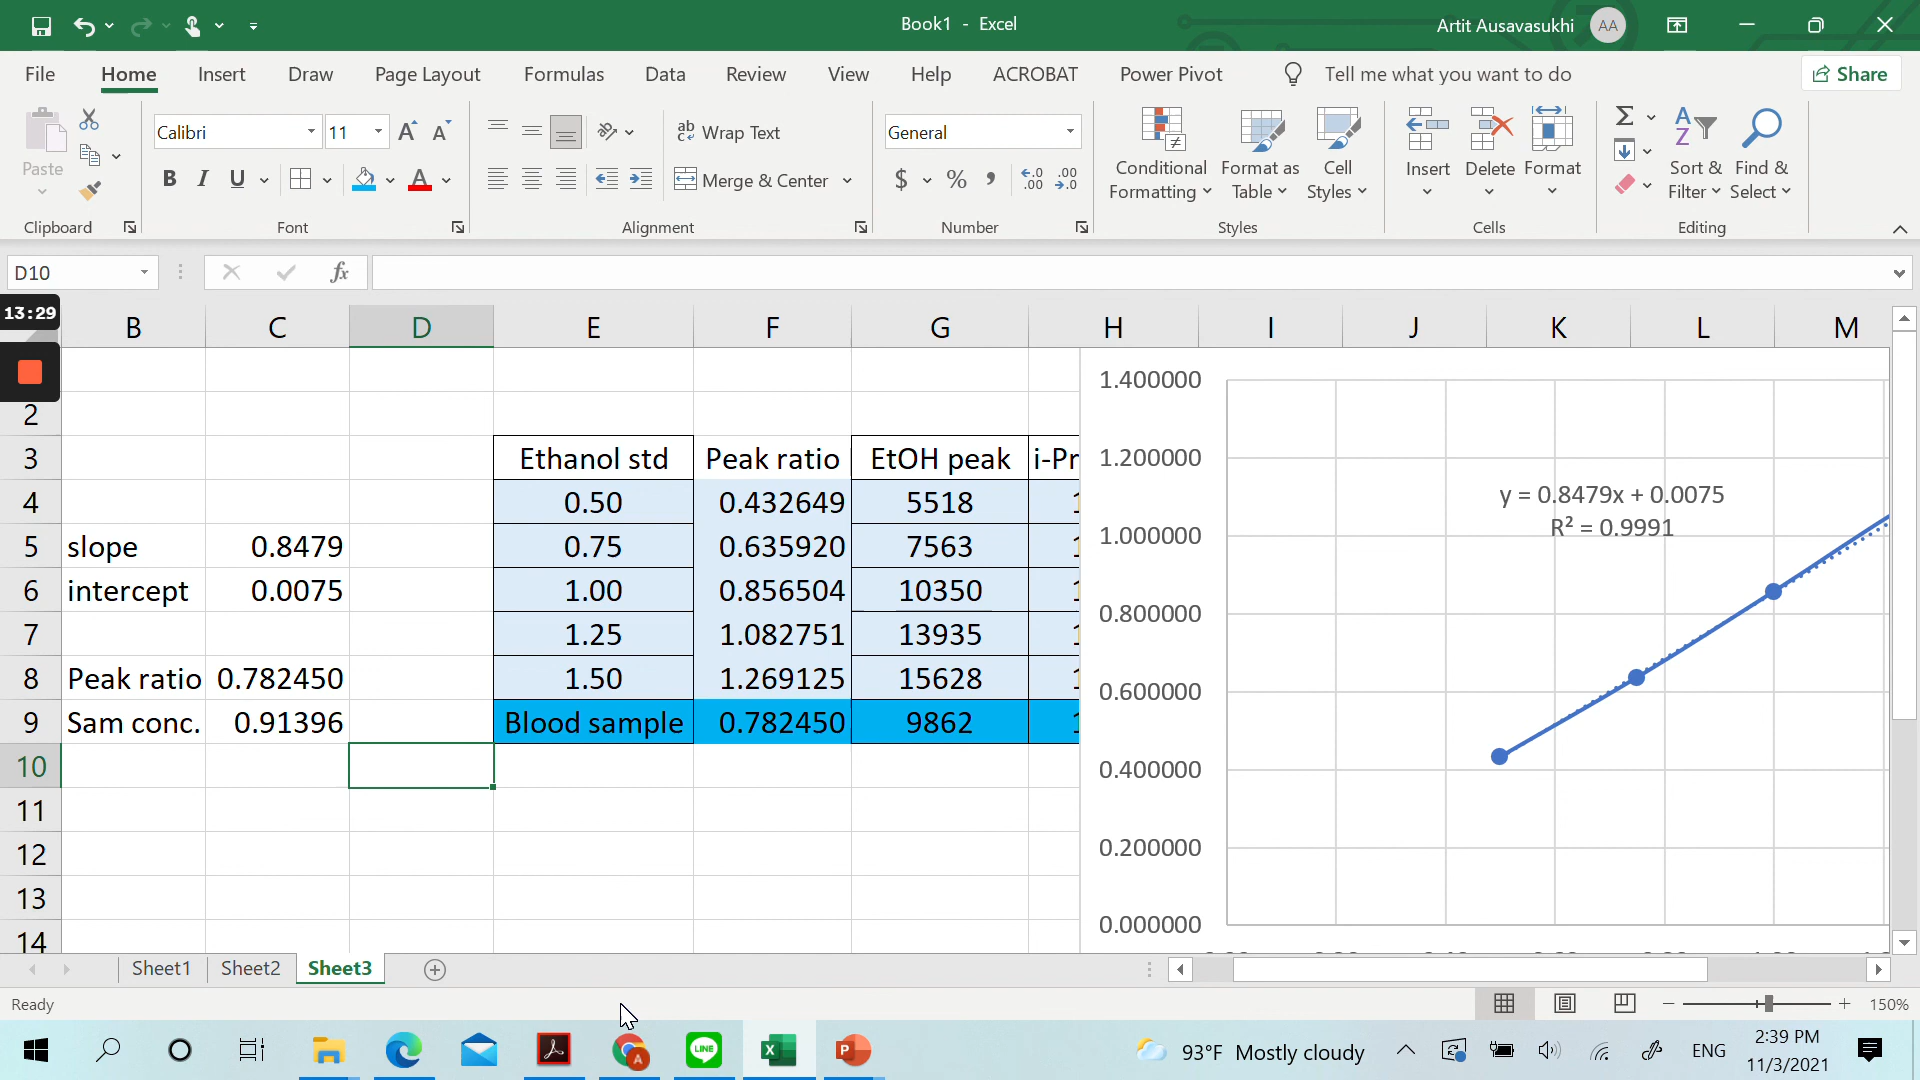 Book1 - Excel
Artit Ausavasukhi AA
File Home Insert Draw Page Layout Formulas Data Review View Help ACROBAT Power Pivot Tell me what you want to do Share
Paste
Calibri 11
ab Wrap Text
General
B I U
Merge & Center
$ % ,
Conditional Formatting
Format as Table
Cell Styles
Insert Delete Format
Sort & Filter
Find & Select
Clipboard Font Alignment Number Styles Cells Editing
D10 fx
13:29
B C D E F G H I J K L M
2
3 Ethanol std Peak ratio EtOH peak i-Pr
4 0.50 0.432649 5518
5 slope 0.8479 0.75 0.635920 7563
6 intercept 0.0075 1.00 0.856504 10350
7 1.25 1.082751 13935
8 Peak ratio 0.782450 1.50 1.269125 15628
9 Sam conc. 0.91396 Blood sample 0.782450 9862
10
11
12
13
14
1.400000
1.200000
1.000000
0.800000
0.600000
0.400000
0.200000
0.000000
y = 0.8479x + 0.0075
R² = 0.9991
Sheet1 Sheet2 Sheet3
Ready 150%
LINE
93°F Mostly cloudy ENG 2:39 PM
11/3/2021